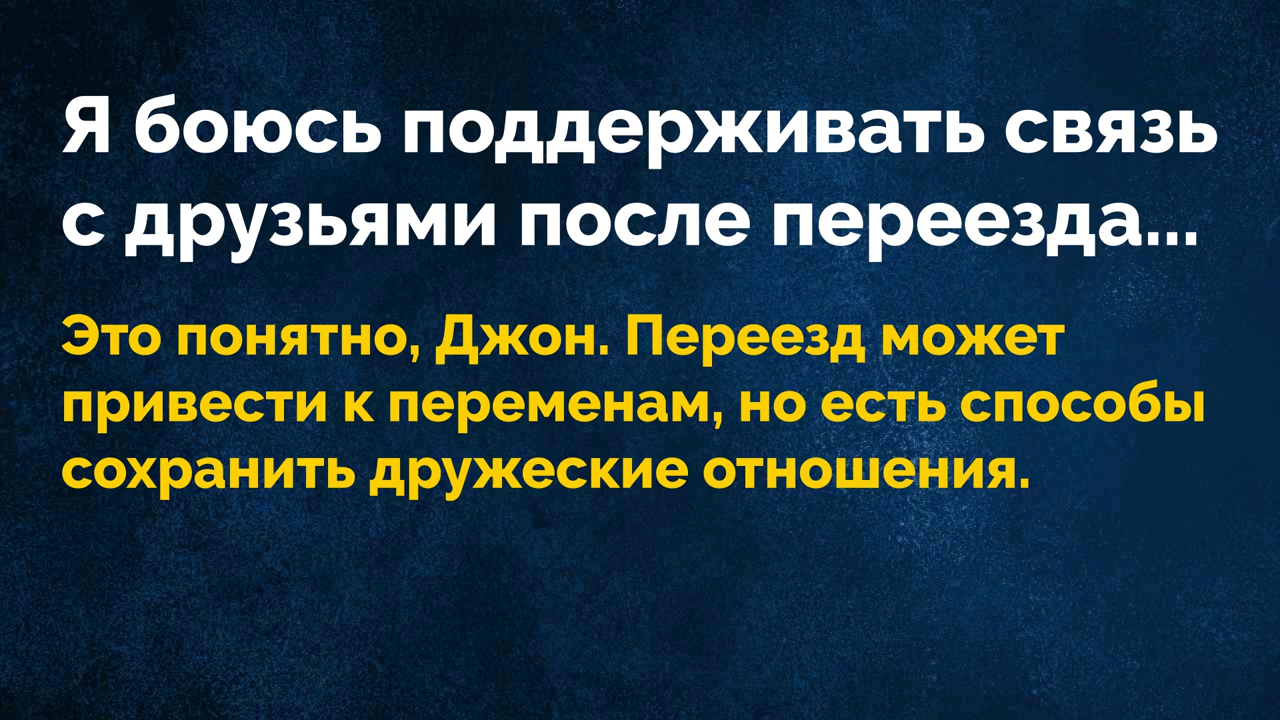 Я боюсь поддерживать связь
с друзьями после переезда...
Это понятно, Джон. Переезд может
привести к переменам, но есть способы
сохранить дружеские отношения.